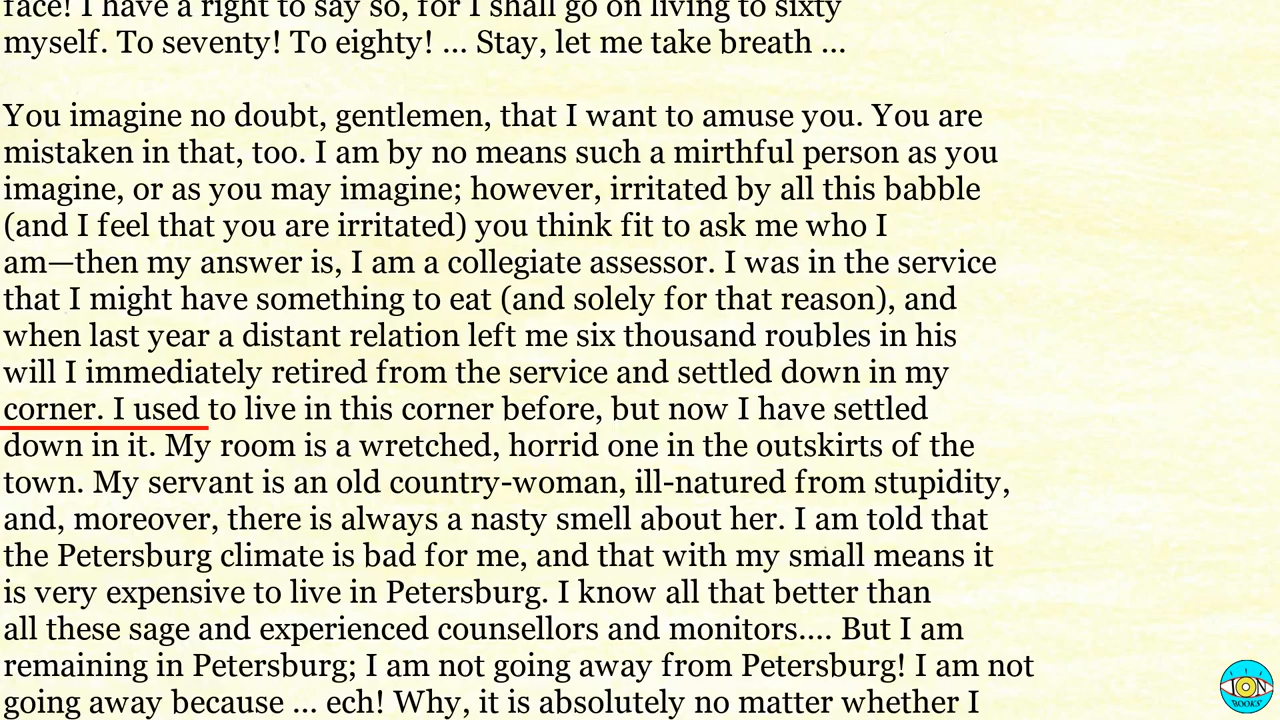 face! I have a right to say so, for I shall go on living to sixty
myself. To seventy! To eighty! ... Stay, let me take breath ...
You imagine no doubt, gentlemen, that I want to amuse you. You are
mistaken in that, too. I am by no means such a mirthful person as you
imagine, or as you may imagine; however, irritated by all this babble
(and I feel that you are irritated) you think fit to ask me who I
am—then my answer is, I am a collegiate assessor. I was in the service
that I might have something to eat (and solely for that reason), and
when last year a distant relation left me six thousand roubles in his
will I immediately retired from the service and settled down in my
corner. I used to live in this corner before, but now I have settled
down in it. My room is a wretched, horrid one in the outskirts of the
town. My servant is an old country-woman, ill-natured from stupidity,
and, moreover, there is always a nasty smell about her. I am told that
the Petersburg climate is bad for me, and that with my small means it
is very expensive to live in Petersburg. I know all that better than
all these sage and experienced counsellors and monitors.... But I am
remaining in Petersburg; I am not going away from Petersburg! I am not
going away because ... ech! Why, it is absolutely no matter whether I
ION
BOOKS